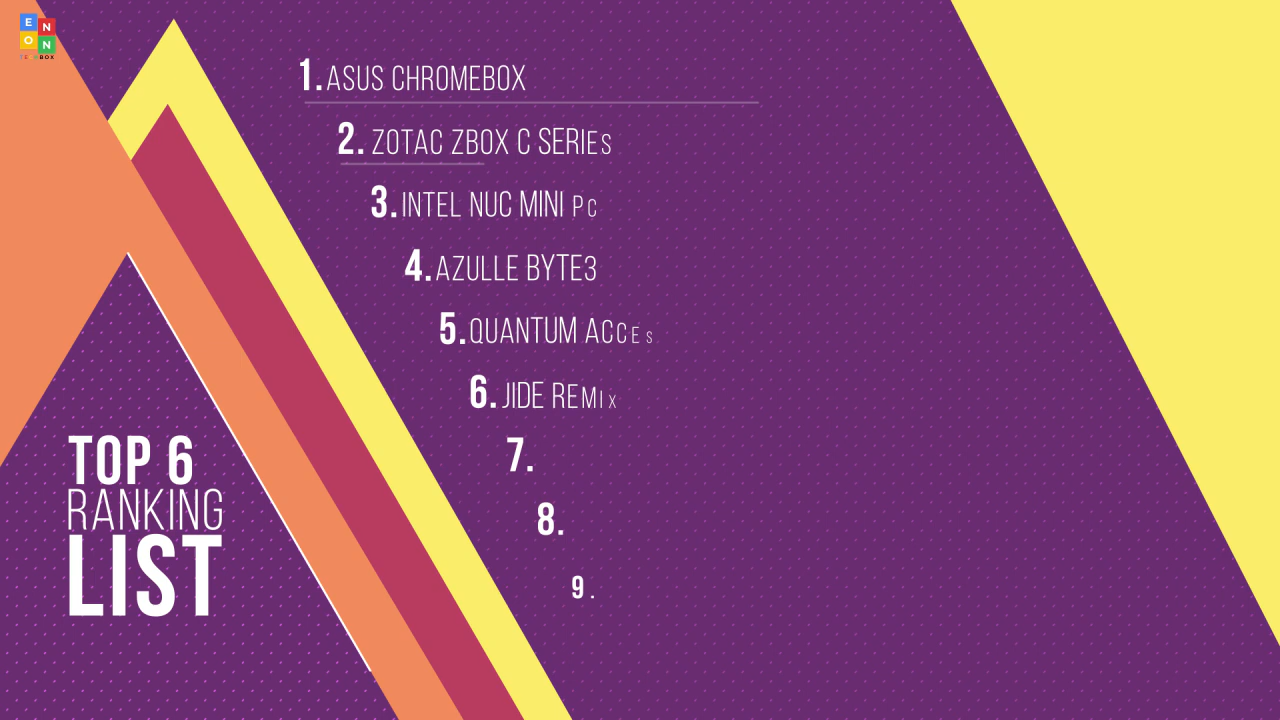 E N
O N
TECHBOX
1. ASUS CHROMEBOX
2. ZOTAC ZBOX C SERIES
3. INTEL NUC MINI PC
4. AZULLE BYTE3
5. QUANTUM ACCES
6. JIDE REMIX
7.
8.
9.
TOP 6
RANKING
LIST